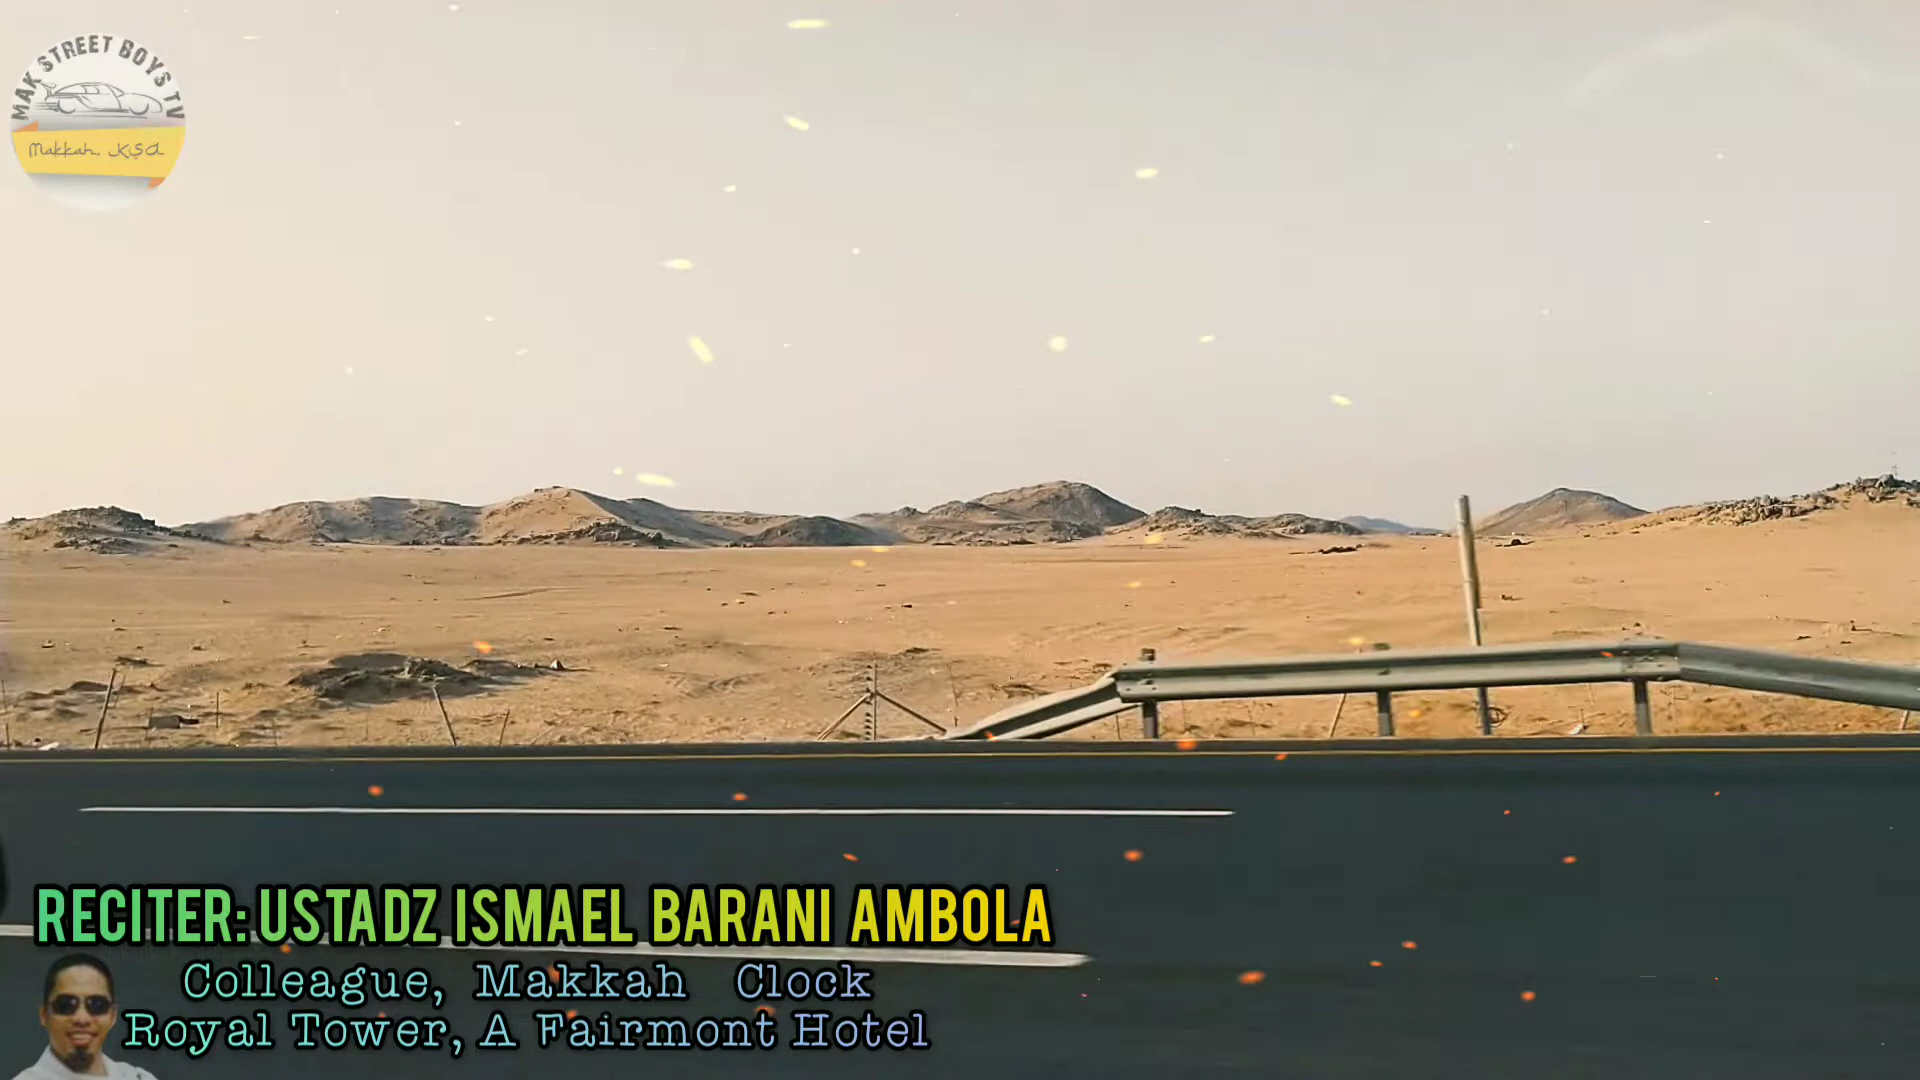 MAK STREET BOYS TV
Makkah. KSA
RECITER: USTADZ ISMAEL BARANI AMBOLA
Colleague, Makkah Clock
Royal Tower, A Fairmont Hotel